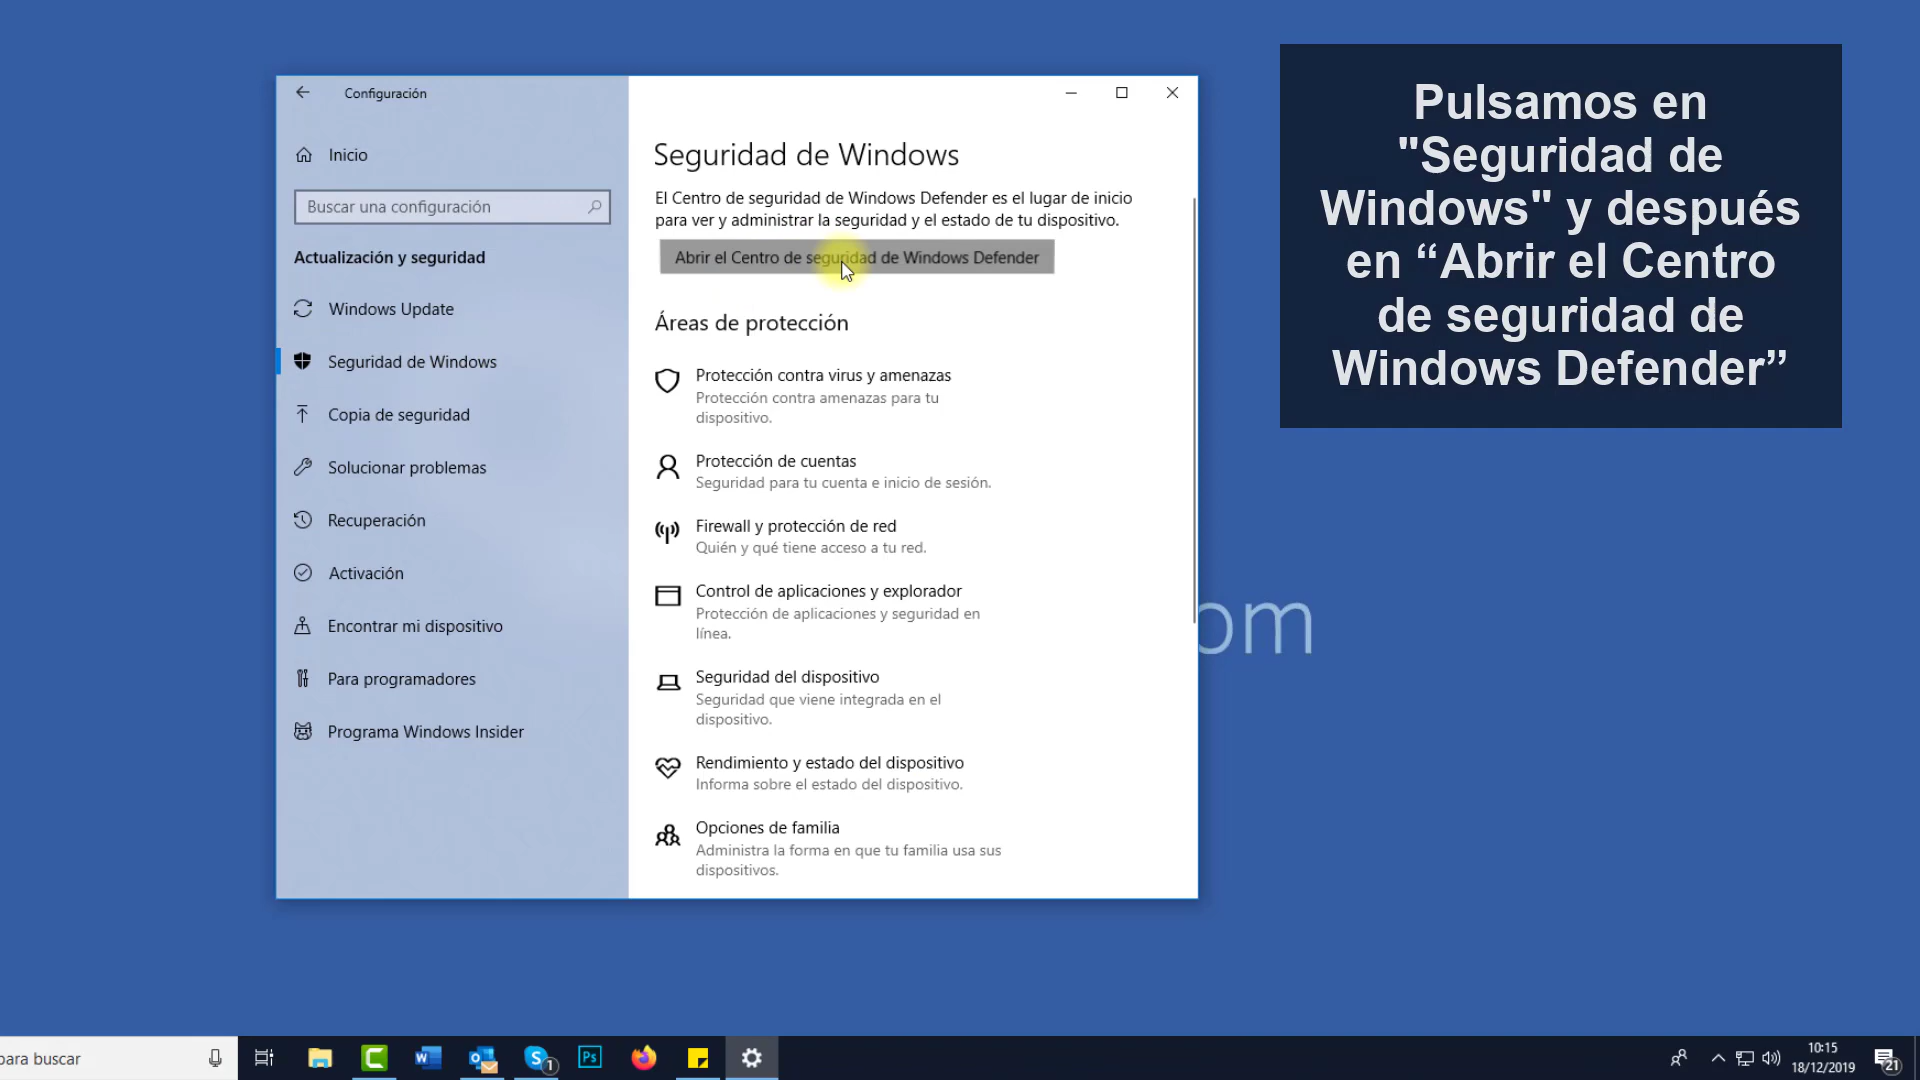 Configuración
Inicio
Buscar una configuración
Actualización y seguridad
Windows Update
Seguridad de Windows
Copia de seguridad
Solucionar problemas
Recuperación
Activación
Encontrar mi dispositivo
Para programadores
Programa Windows Insider
Seguridad de Windows
El Centro de seguridad de Windows Defender es el lugar de inicio
para ver y administrar la seguridad y el estado de tu dispositivo.
Abrir el Centro de seguridad de Windows Defender
Áreas de protección
Protección contra virus y amenazas
Protección contra amenazas para tu
dispositivo.
Protección de cuentas
Seguridad para tu cuenta e inicio de sesión.
Firewall y protección de red
Quién y qué tiene acceso a tu red.
Control de aplicaciones y explorador
Protección de aplicaciones y seguridad en
línea.
Seguridad del dispositivo
Seguridad que viene integrada en el
dispositivo.
Rendimiento y estado del dispositivo
Informa sobre el estado del dispositivo.
Opciones de familia
Administra la forma en que tu familia usa sus
dispositivos.
Pulsamos en
"Seguridad de
Windows" y después
en “Abrir el Centro
de seguridad de
Windows Defender”
om
para buscar
W
S
1
Ps
10:15
18/12/2019
21